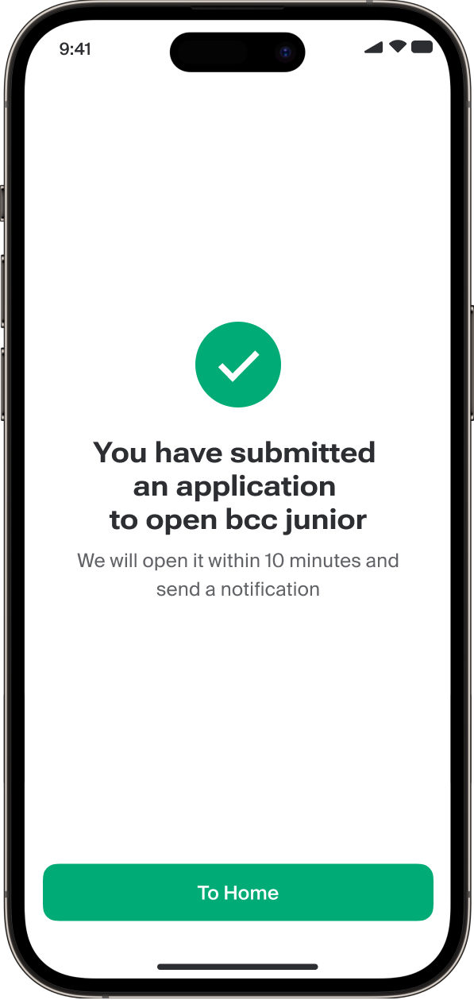 9:41
You have submitted
an application
to open bcc junior
We will open it within 10 minutes and
send a notification
To Home